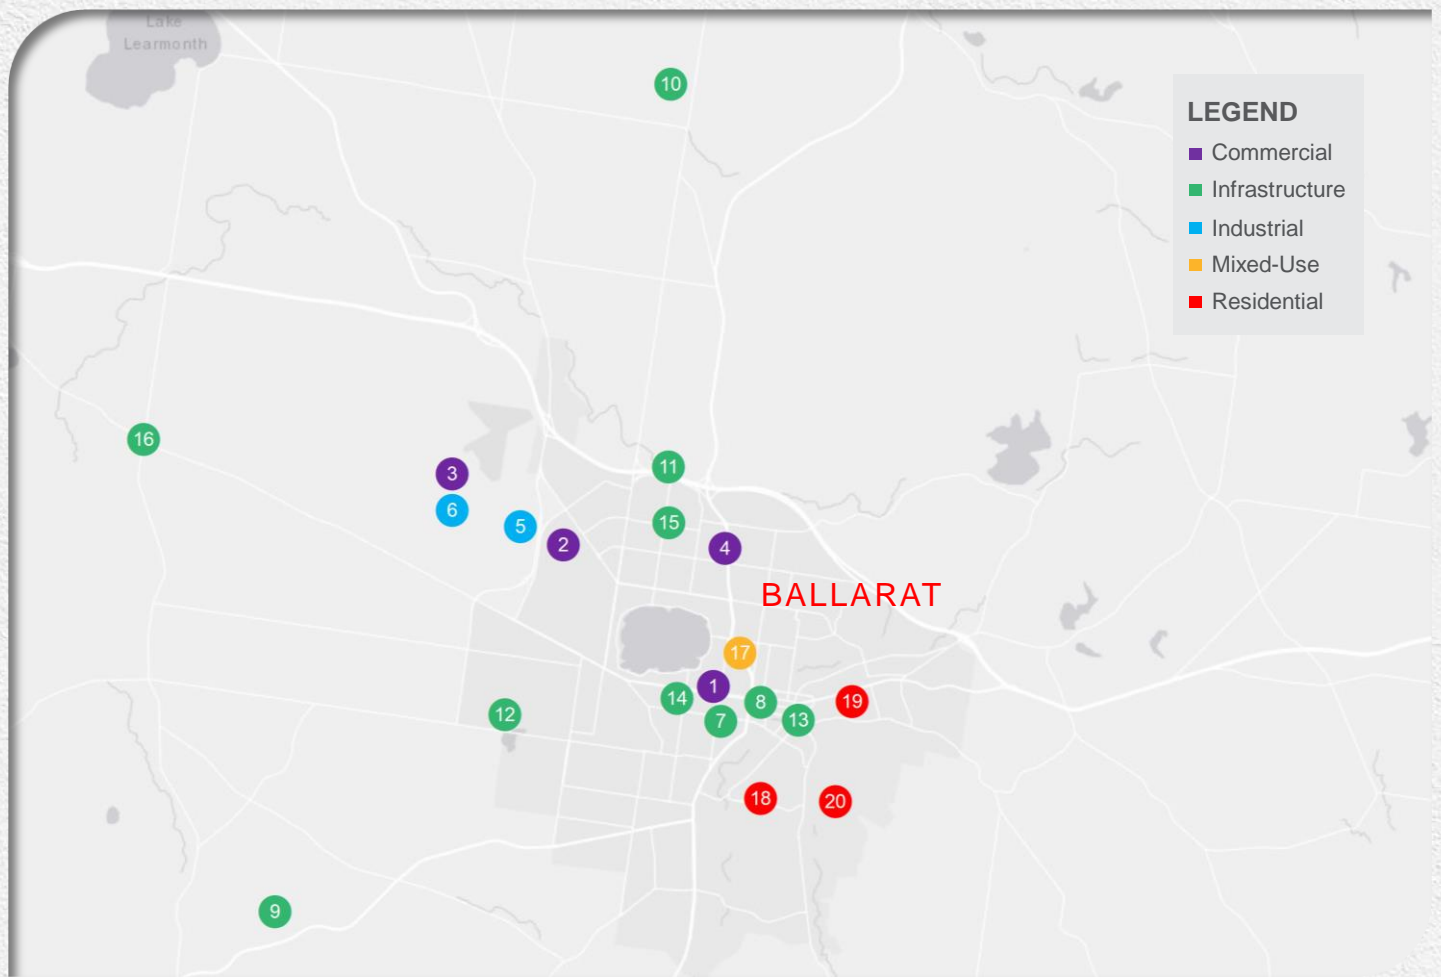 Lake
Learmonth
10
LEGEND
Commercial
Infrastructure
Industrial
Mixed-Use
Residential
16
3
11
6
5
15
2
4
BALLARAT
17
1
14
8
19
12
7
13
18
20
9